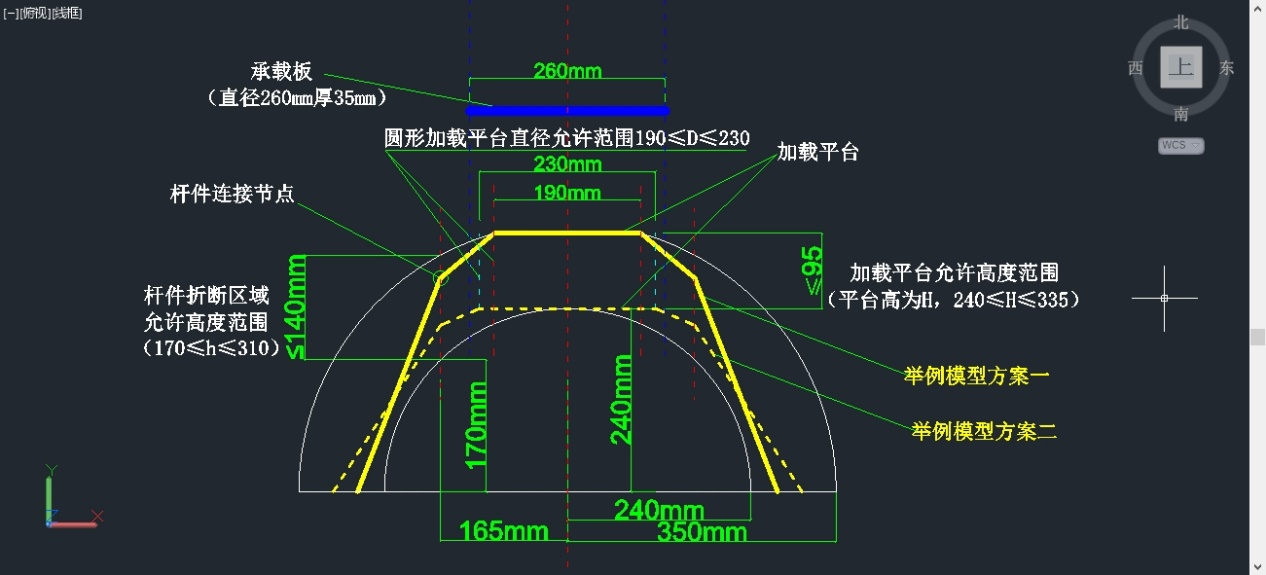 [-][俯视][线框]
北
西
上
东
南
WCS
承载板
（直径260mm厚35mm）
260mm
圆形加载平台直径允许范围190≤D≤230
加载平台
230mm
190mm
杆件连接节点
≤95
加载平台允许高度范围
（平台高为H，240≤H≤335）
杆件折断区域
允许高度范围
（170≤h≤310）
≤140mm
170mm
240mm
举例模型方案一
举例模型方案二
240mm
165mm
350mm
Y
X
Z